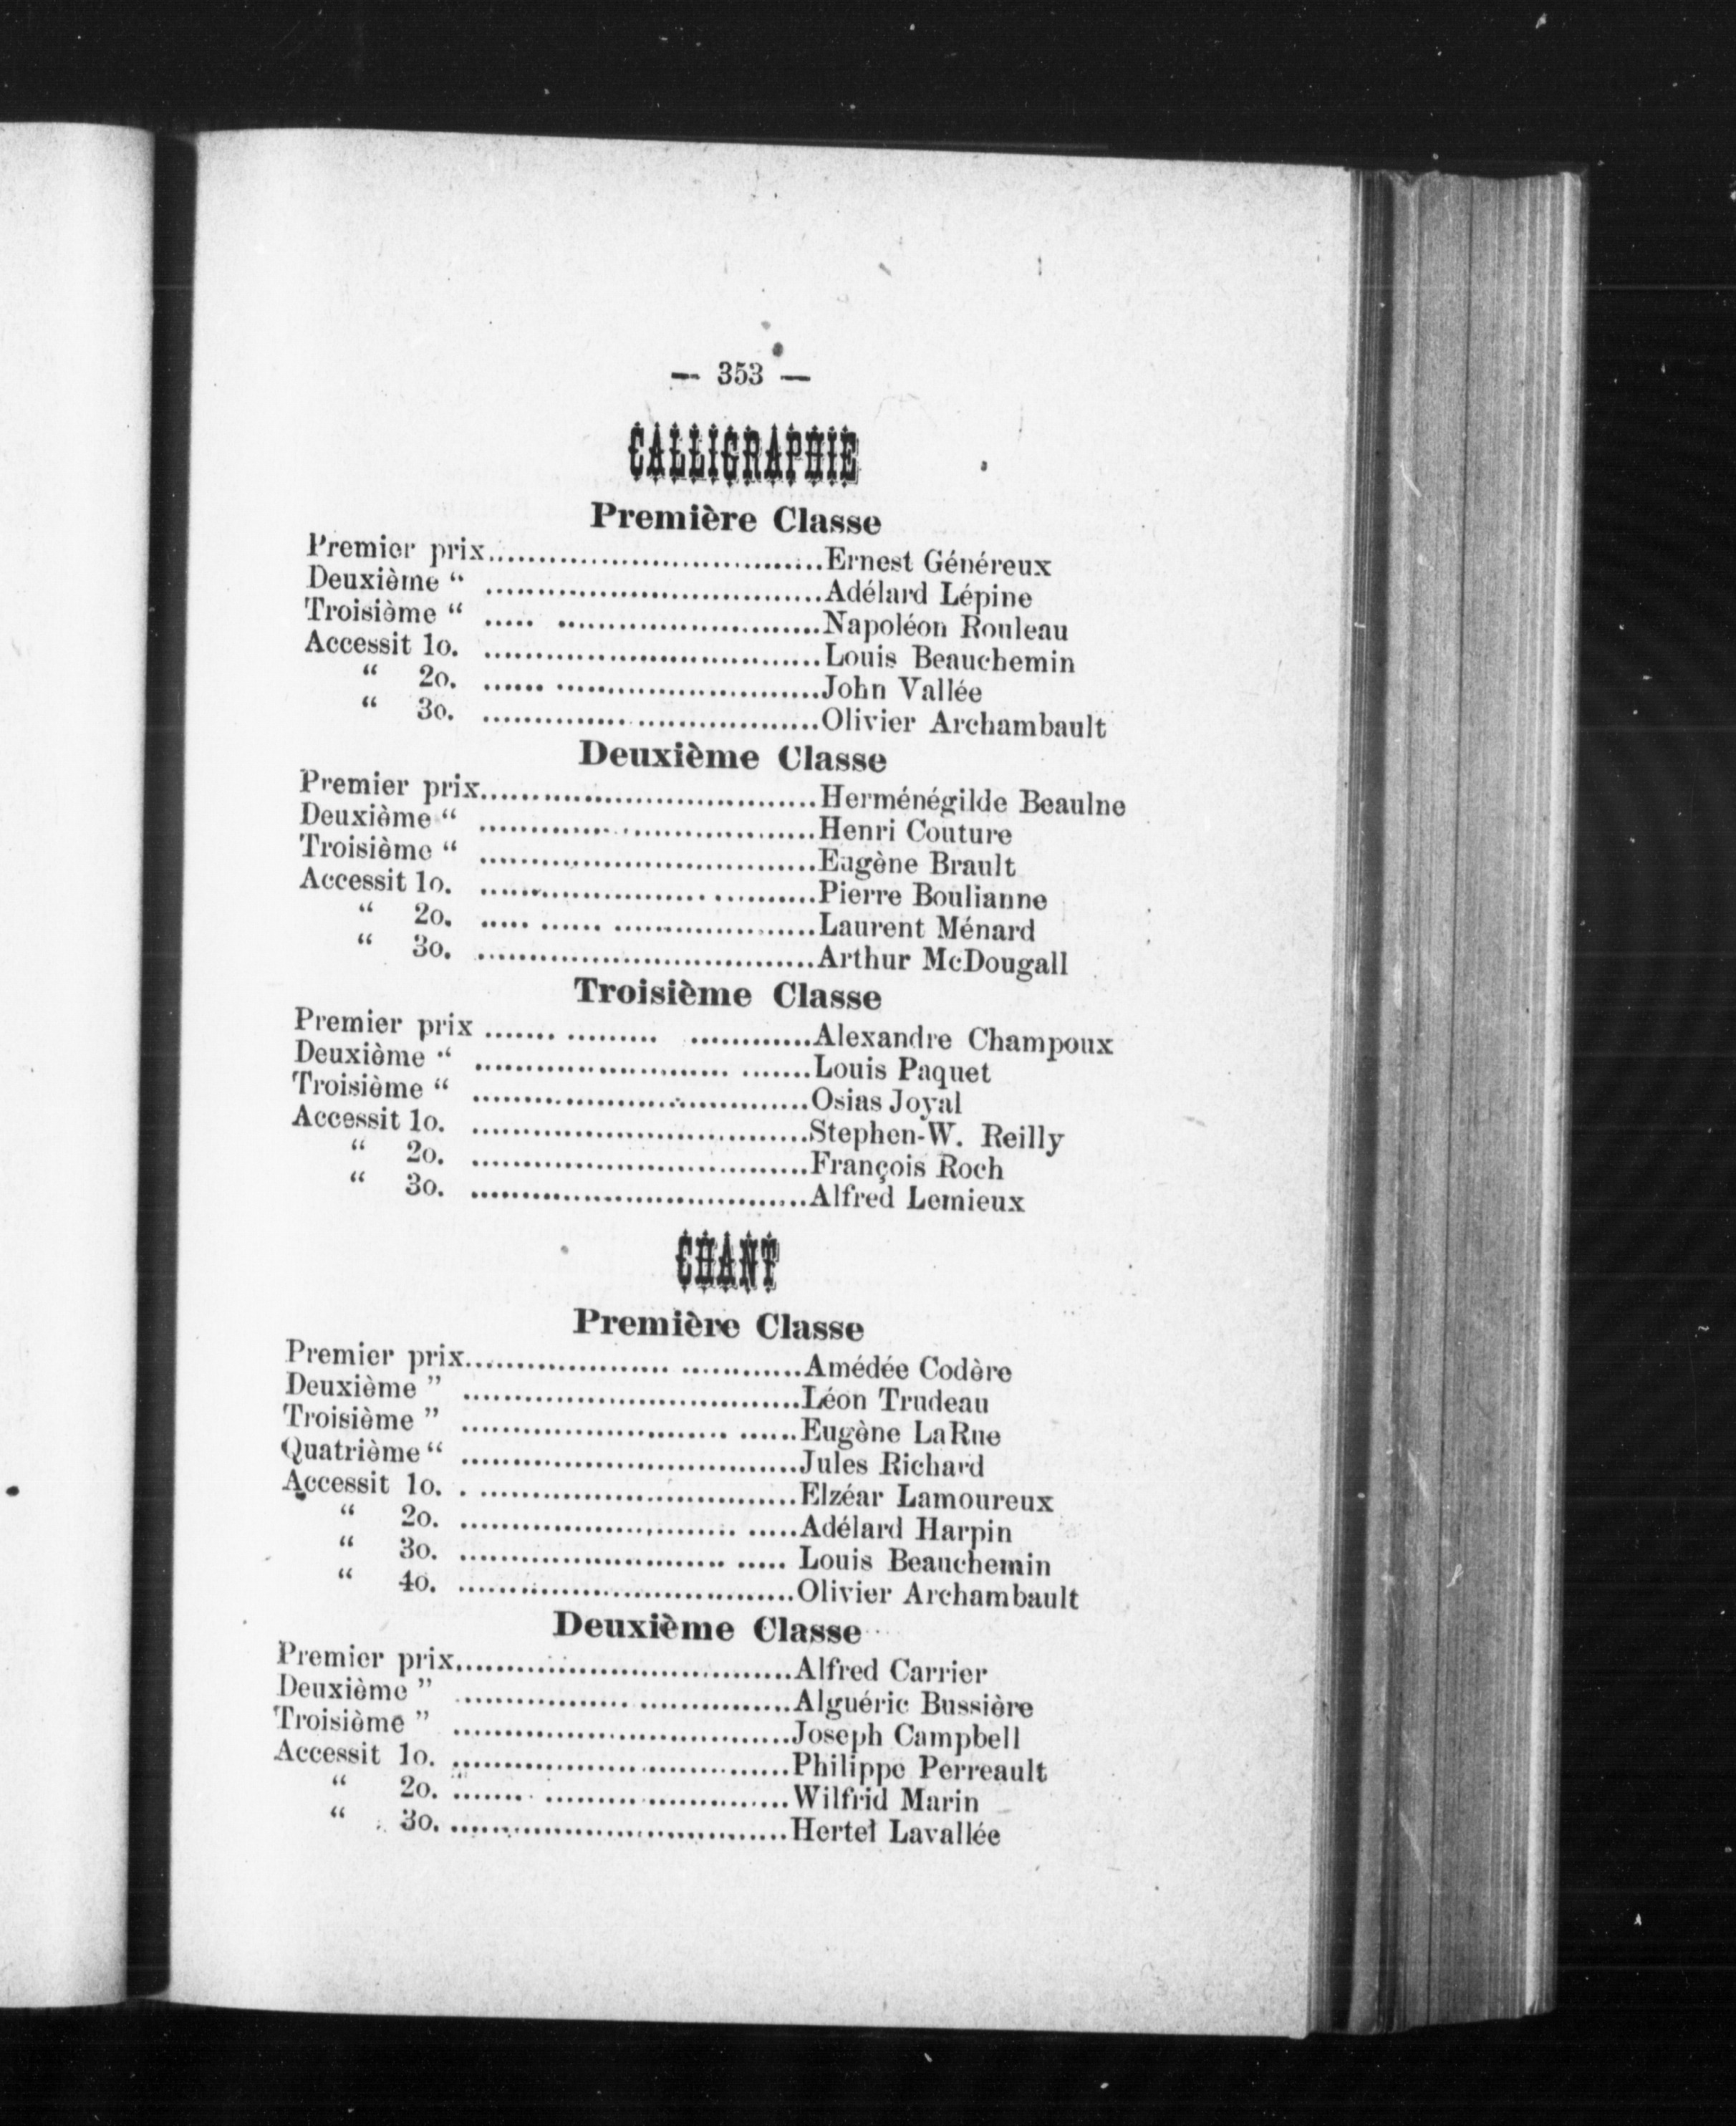 — 353 —
CALLIGRAPHIE
Première Classe
Premier prix................................Ernest Généreux
Deuxième “ ................................Adélard Lépine
Troisième “ ..... .........................Napoléon Rouleau
Accessit 1o. ................................Louis Beauchemin
“ 2o. ...... .........................John Vallée
“ 3o. .............. .................Olivier Archambault
Deuxième Classe
Premier prix................................Herménégilde Beaulne
Deuxième “ ................................Henri Couture
Troisième “ ................................Eugène Brault
Accessit 1o. ...................... ..........Pierre Boulianne
“ 2o. ..... ...... ...................Laurent Ménard
“ 3o. ................................Arthur McDougall
Troisième Classe
Premier prix ....... ......... ............Alexandre Champoux
Deuxième “ ......................... .......Louis Paquet
Troisième “ ................................Osias Joyal
Accessit 1o. ................................Stephen-W. Reilly
“ 2o. ................................François Roch
“ 3o. ................................Alfred Lemieux
CHANT
Première Classe
Premier prix.................... ............Amédée Codère
Deuxième ” ................................Léon Trudeau
Troisième ” .......................... ......Eugène LaRue
Quatrième “ ................................Jules Richard
Accessit 1o. . ..............................Elzéar Lamoureux
“ 2o. ........................... .....Adélard Harpin
“ 3o. .......................... ..... Louis Beauchemin
“ 4o. ................................Olivier Archambault
Deuxième Classe
Premier prix................................Alfred Carrier
Deuxième ” ................. ...............Alguéric Bussière
Troisième ” ................................Joseph Campbell
Accessit 1o. ................................Philippe Perreault
“ 2o. ....... ........................Wilfrid Marin
“ 3o. ................................Hertel Lavallée